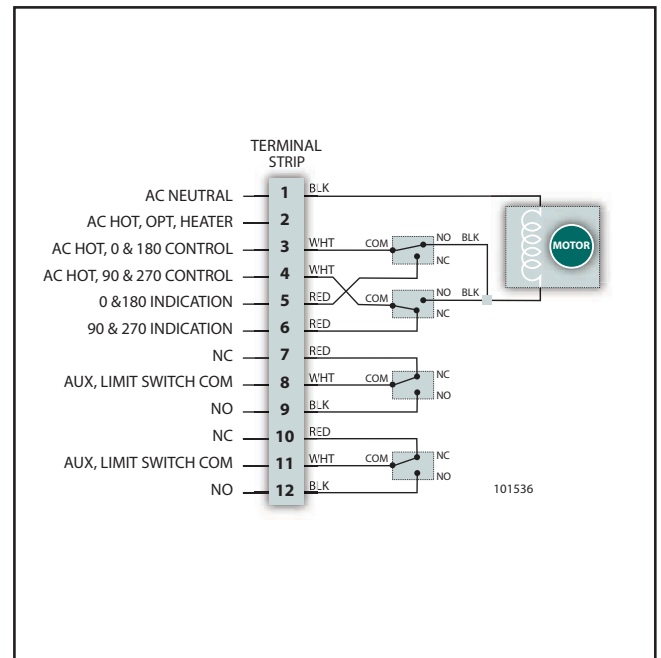 TERMINAL
STRIP
AC NEUTRAL 1 BLK
AC HOT, OPT, HEATER 2
AC HOT, 0 & 180 CONTROL 3 WHT COM NO BLK
NC
AC HOT, 90 & 270 CONTROL 4 WHT
MOTOR
0 &180 INDICATION 5 RED COM NO BLK
NC
90 & 270 INDICATION 6 RED
NC 7 RED
AUX, LIMIT SWITCH COM 8 WHT COM NC
NO
NO 9 BLK
NC 10 RED
AUX, LIMIT SWITCH COM 11 WHT COM NC
NO
NO 12 BLK
101536